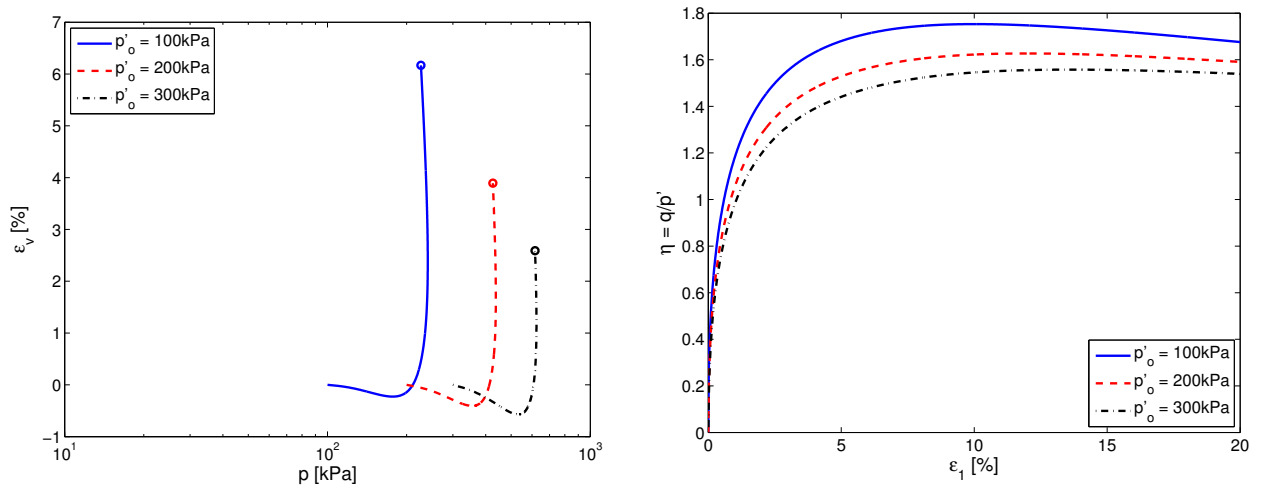 7
6
5
4
3
2
1
0
−1
ε_v [%]
10^1
10^2
10^3
p [kPa]
p'_o = 100kPa
p'_o = 200kPa
p'_o = 300kPa
1.8
1.6
1.4
1.2
1
0.8
0.6
0.4
0.2
0
η = q/p'
0
5
10
15
20
ε_1 [%]
p'_o = 100kPa
p'_o = 200kPa
p'_o = 300kPa